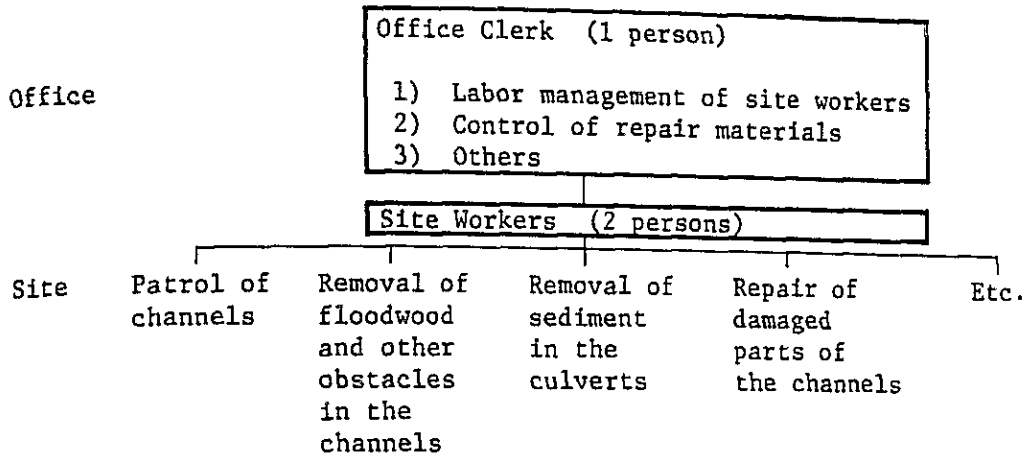 Office Clerk (1 person)
Office
1) Labor management of site workers
2) Control of repair materials
3) Others
Site Workers (2 persons)
Site
Patrol of
channels
Removal of
floodwood
and other
obstacles
in the
channels
Removal of
sediment
in the
culverts
Repair of
damaged
parts of
the channels
Etc.